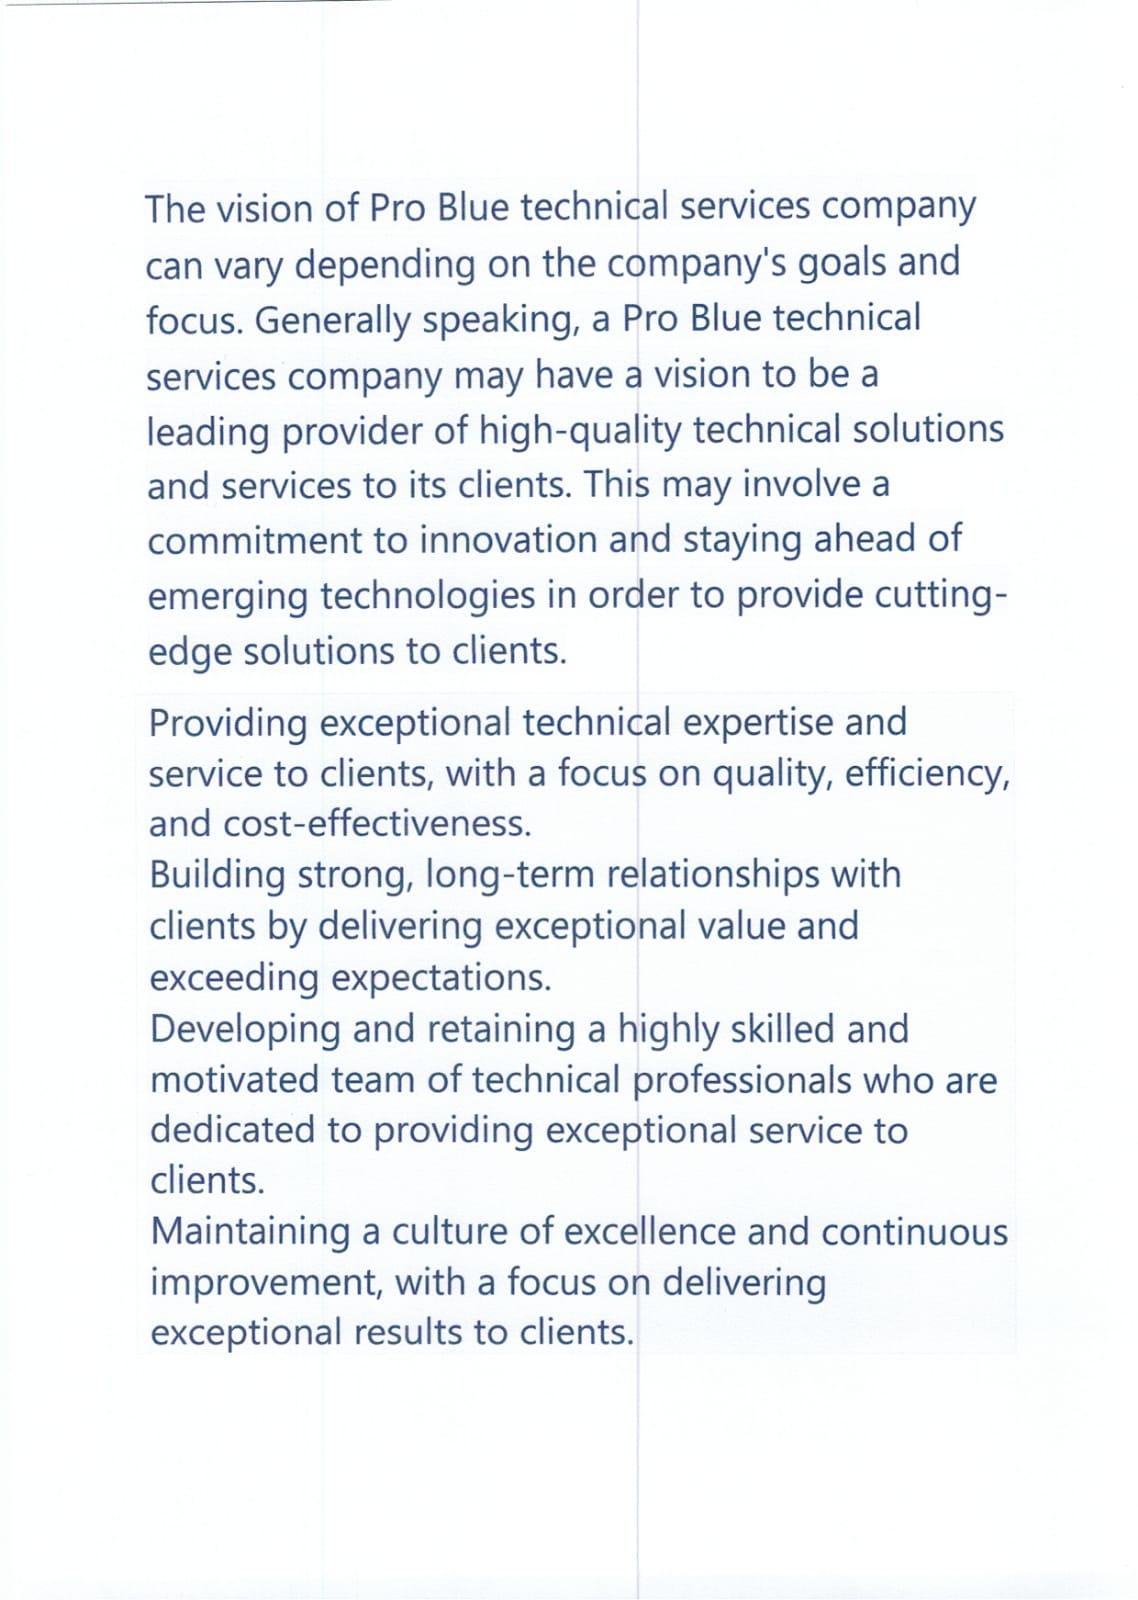 The vision of Pro Blue technical services company
can vary depending on the company's goals and
focus. Generally speaking, a Pro Blue technical
services company may have a vision to be a
leading provider of high-quality technical solutions
and services to its clients. This may involve a
commitment to innovation and staying ahead of
emerging technologies in order to provide cutting-
edge solutions to clients.
Providing exceptional technical expertise and
service to clients, with a focus on quality, efficiency,
and cost-effectiveness.
Building strong, long-term relationships with
clients by delivering exceptional value and
exceeding expectations.
Developing and retaining a highly skilled and
motivated team of technical professionals who are
dedicated to providing exceptional service to
clients.
Maintaining a culture of excellence and continuous
improvement, with a focus on delivering
exceptional results to clients.